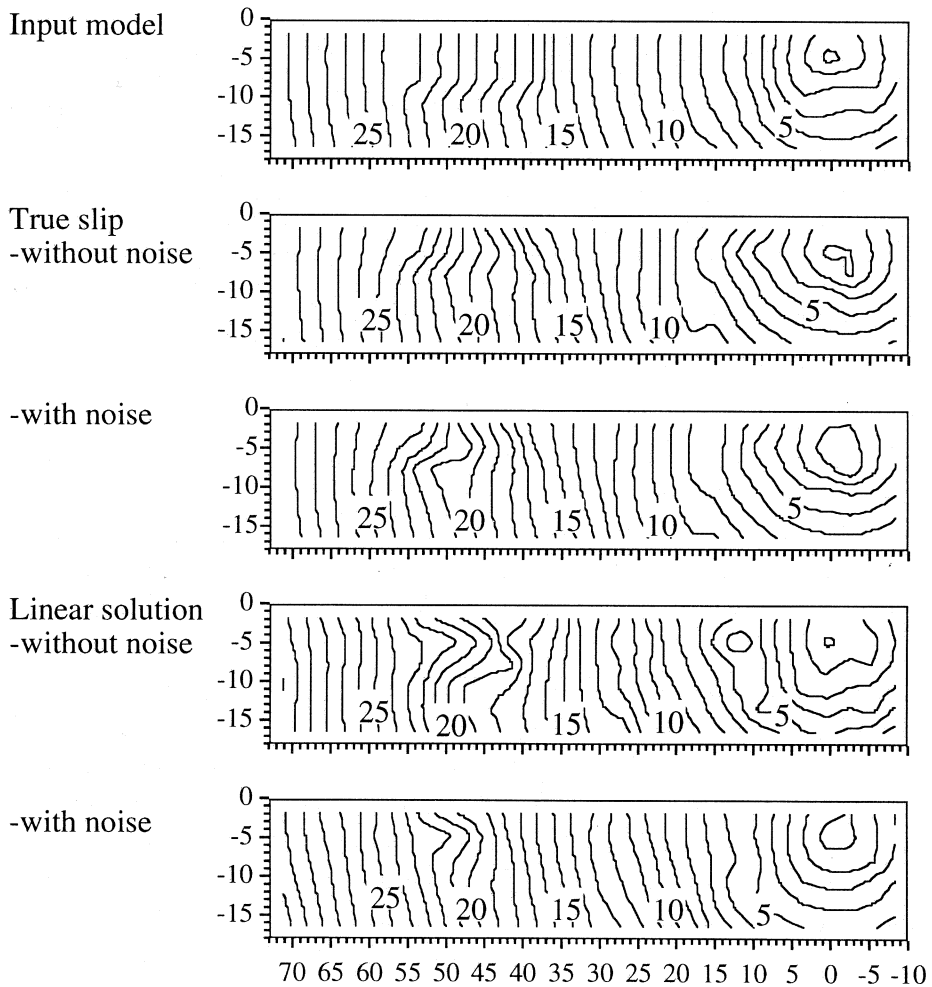 Input model
0
-5
-10
-15
25 20 15 10 5
True slip
-without noise
0
-5
-10
-15
25 20 15 10 5
-with noise
0
-5
-10
-15
25 20 15 10 5
Linear solution
-without noise
0
-5
-10
-15
25 20 15 10 5
-with noise
0
-5
-10
-15
25 20 15 10 5
70 65 60 55 50 45 40 35 30 25 20 15 10 5 0 -5 -10